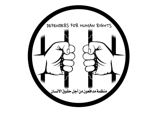 DEFENDERS FOR HUMAN RIGHTS
منظمة مدافعون من أجل حقوق الانسان